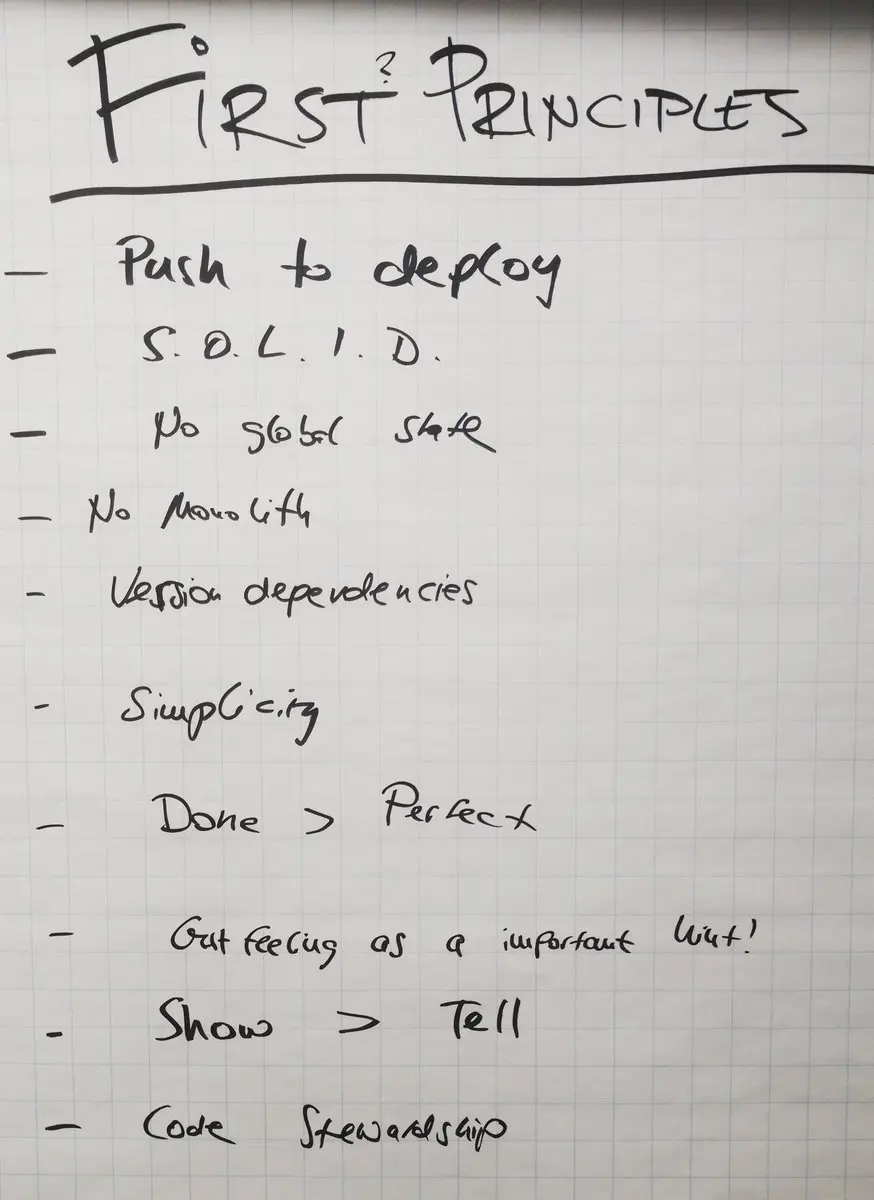 First? Principles
- Push to deploy
- S.O.L.I.D.
- No global state
- No Monolith
- Version dependencies
- Simplicity
- Done > Perfect
- Gut feeling as a important hint!
- Show > Tell
- Code Stewardship